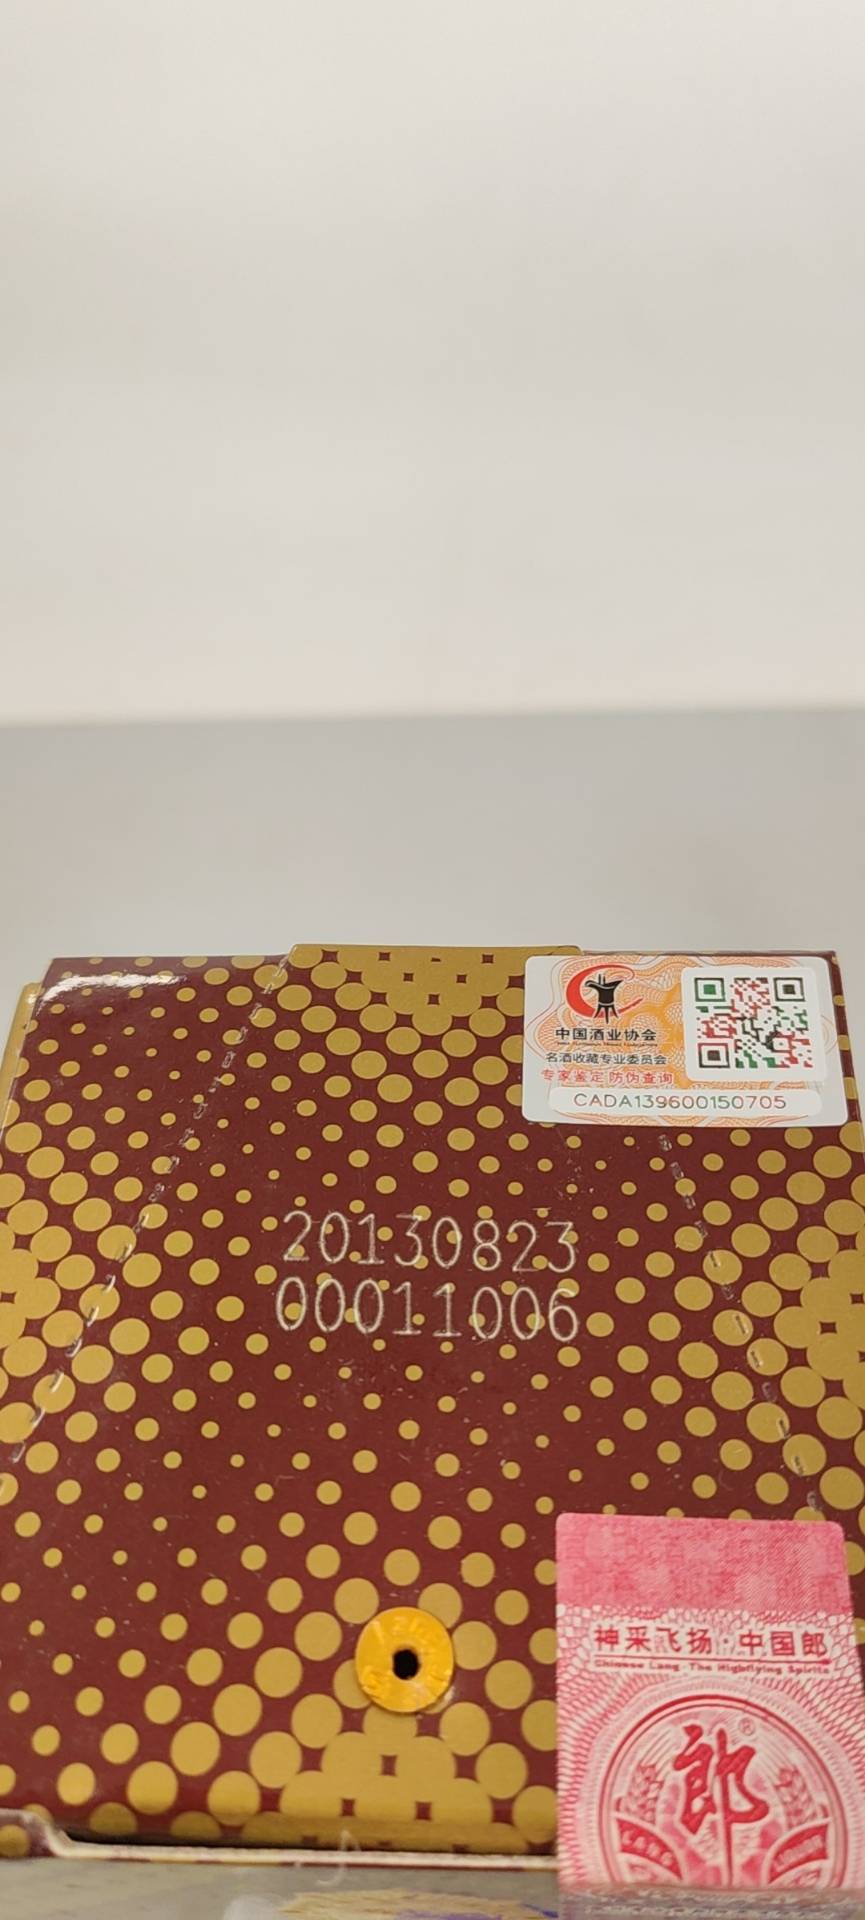 中国酒业协会
名酒收藏专业委员会
专家鉴定 防伪查询
CADA139600150705
20130823
00011006
神采飞扬·中国郎
Chinese Lang·The Highflying Spirits
郎®
LANG